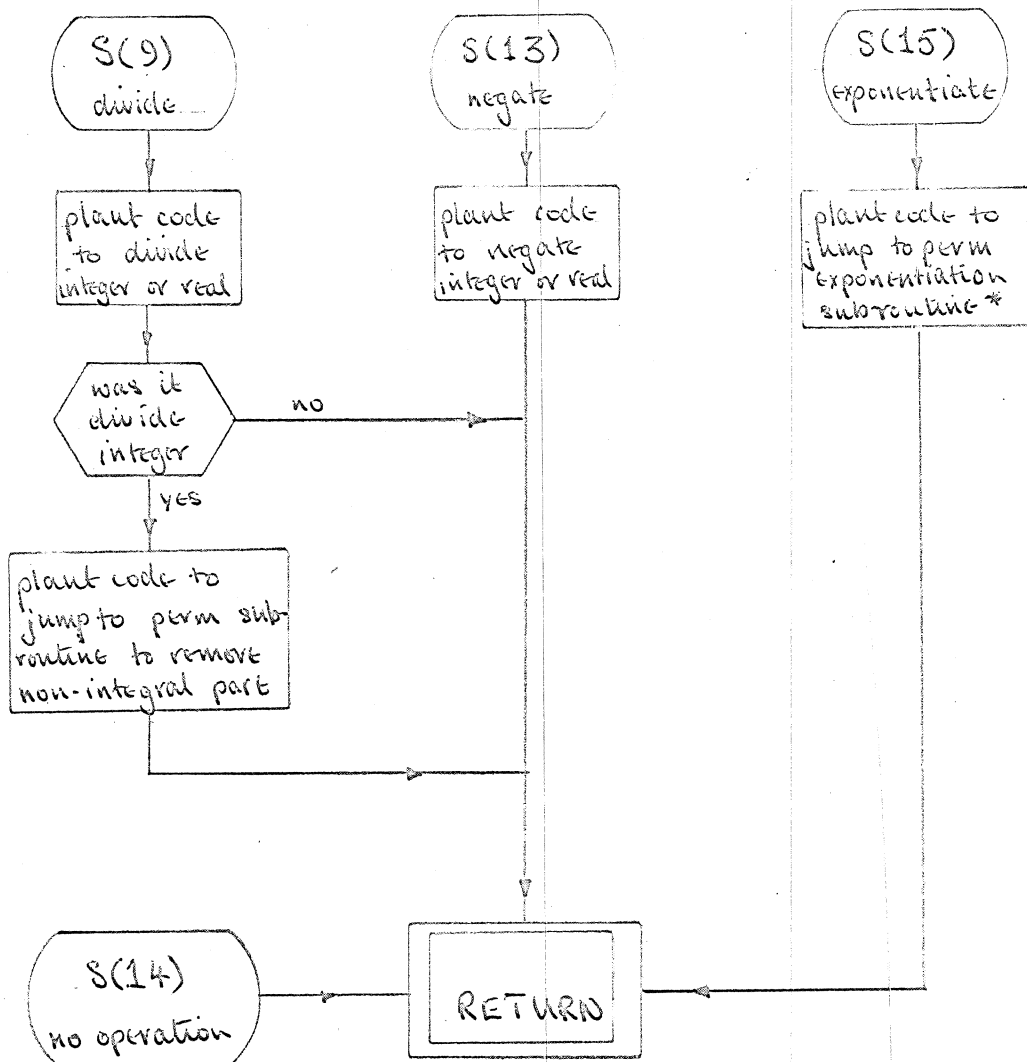 S(9)
divide
plant code
to divide
integer or real
was it
divide
integer
no
YES
plant code to
jump to perm sub-
routine to remove
non-integral part
S(13)
negate
plant code
to negate
integer or real
S(15)
exponentiate
plant code to
jump to perm
exponentiation
subroutine*
S(14)
no operation
RETURN